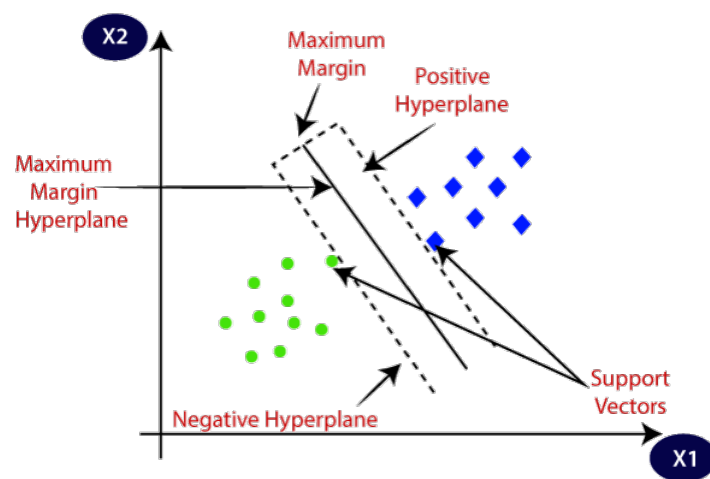 X2
Maximum
Margin
Positive
Hyperplane
Maximum
Margin
Hyperplane
Support
Vectors
Negative Hyperplane
X1